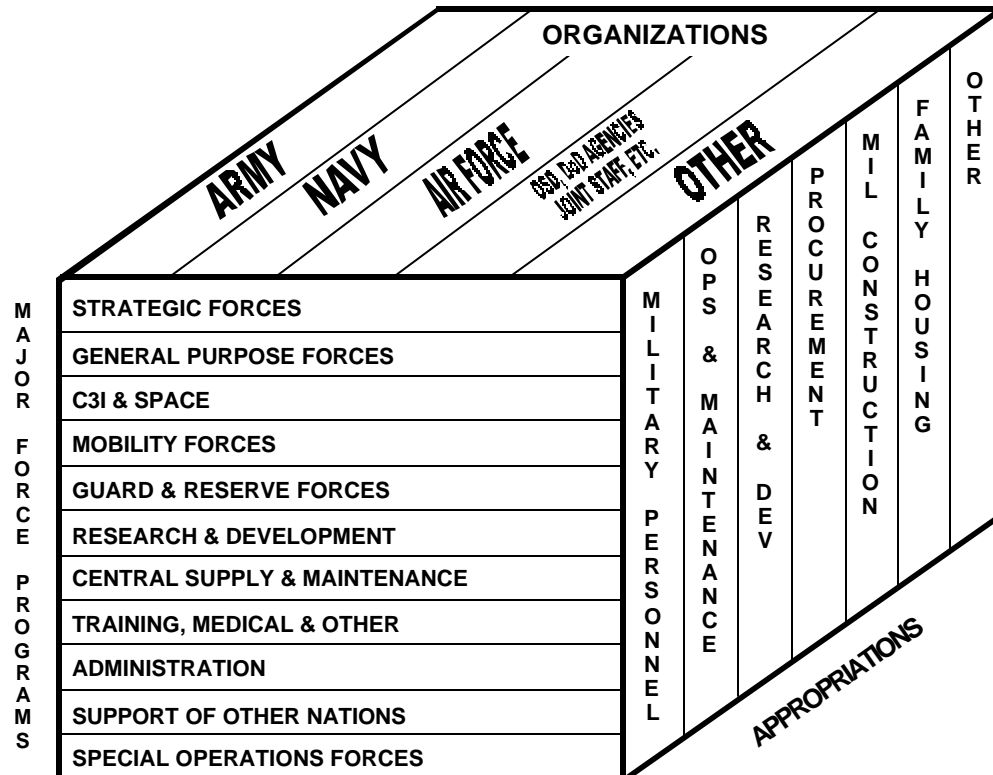 ORGANIZATIONS
ARMY
NAVY
AIR FORCE
OSD, DoD AGENCIES
JOINT STAFF, ETC.
OTHER
MAJOR FORCE PROGRAMS
STRATEGIC FORCES
GENERAL PURPOSE FORCES
C3I & SPACE
MOBILITY FORCES
GUARD & RESERVE FORCES
RESEARCH & DEVELOPMENT
CENTRAL SUPPLY & MAINTENANCE
TRAINING, MEDICAL & OTHER
ADMINISTRATION
SUPPORT OF OTHER NATIONS
SPECIAL OPERATIONS FORCES
MILITARY PERSONNEL
OPS & MAINTENANCE
RESEARCH & DEV
PROCUREMENT
MIL CONSTRUCTION
FAMILY HOUSING
OTHER
APPROPRIATIONS